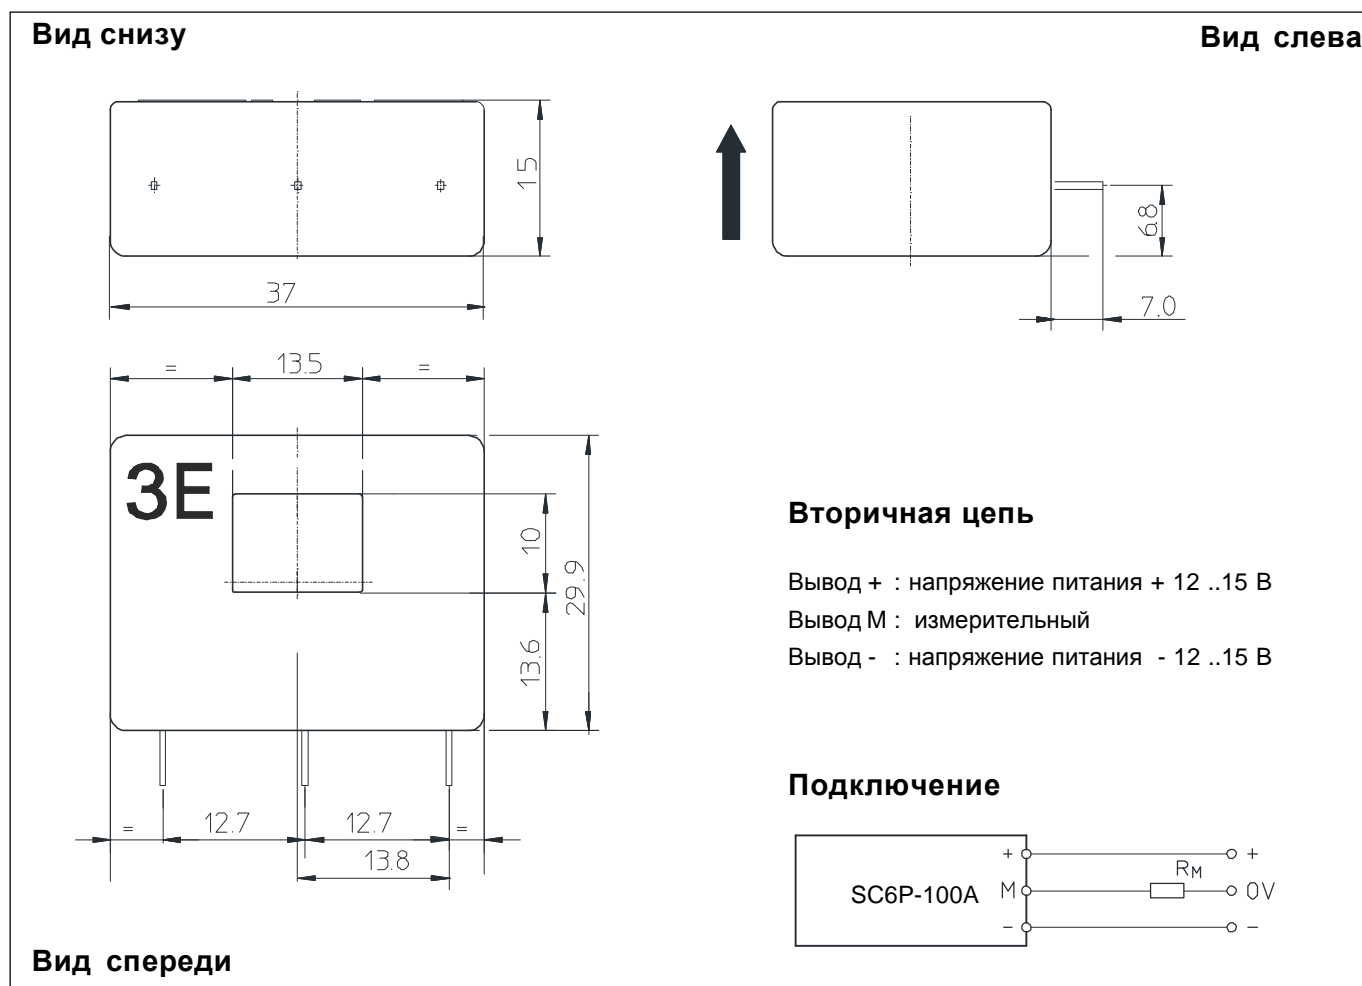 Вид снизу
Вид слева
15
37
6.8
7.0
= 13.5 =
3E
10
29.9
13.6
= 12.7 12.7 =
13.8
Вид спереди
Вторичная цепь
Вывод + : напряжение питания + 12 ..15 В
Вывод М : измерительный
Вывод - : напряжение питания - 12 ..15 В
Подключение
SC6P-100A
+ +
M RM 0V
- -